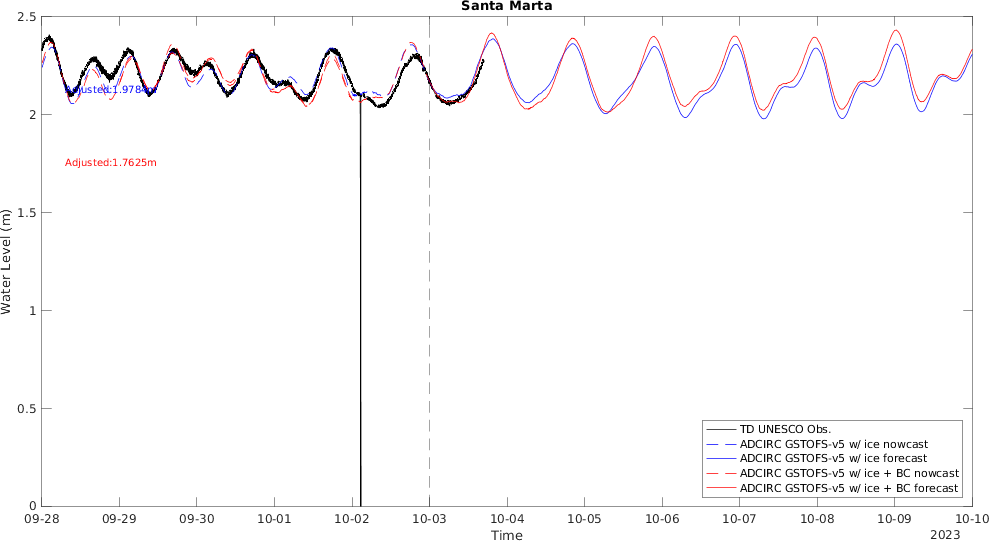 Santa Marta
2.5
2
1.5
1
0.5
0
Water Level (m)
Adjusted:1.9784m
Adjusted:1.7625m
TD UNESCO Obs.
ADCIRC GSTOFS-v5 w/ ice nowcast
ADCIRC GSTOFS-v5 w/ ice forecast
ADCIRC GSTOFS-v5 w/ ice + BC nowcast
ADCIRC GSTOFS-v5 w/ ice + BC forecast
09-28 09-29 09-30 10-01 10-02 10-03 10-04 10-05 10-06 10-07 10-08 10-09 10-10
Time
2023